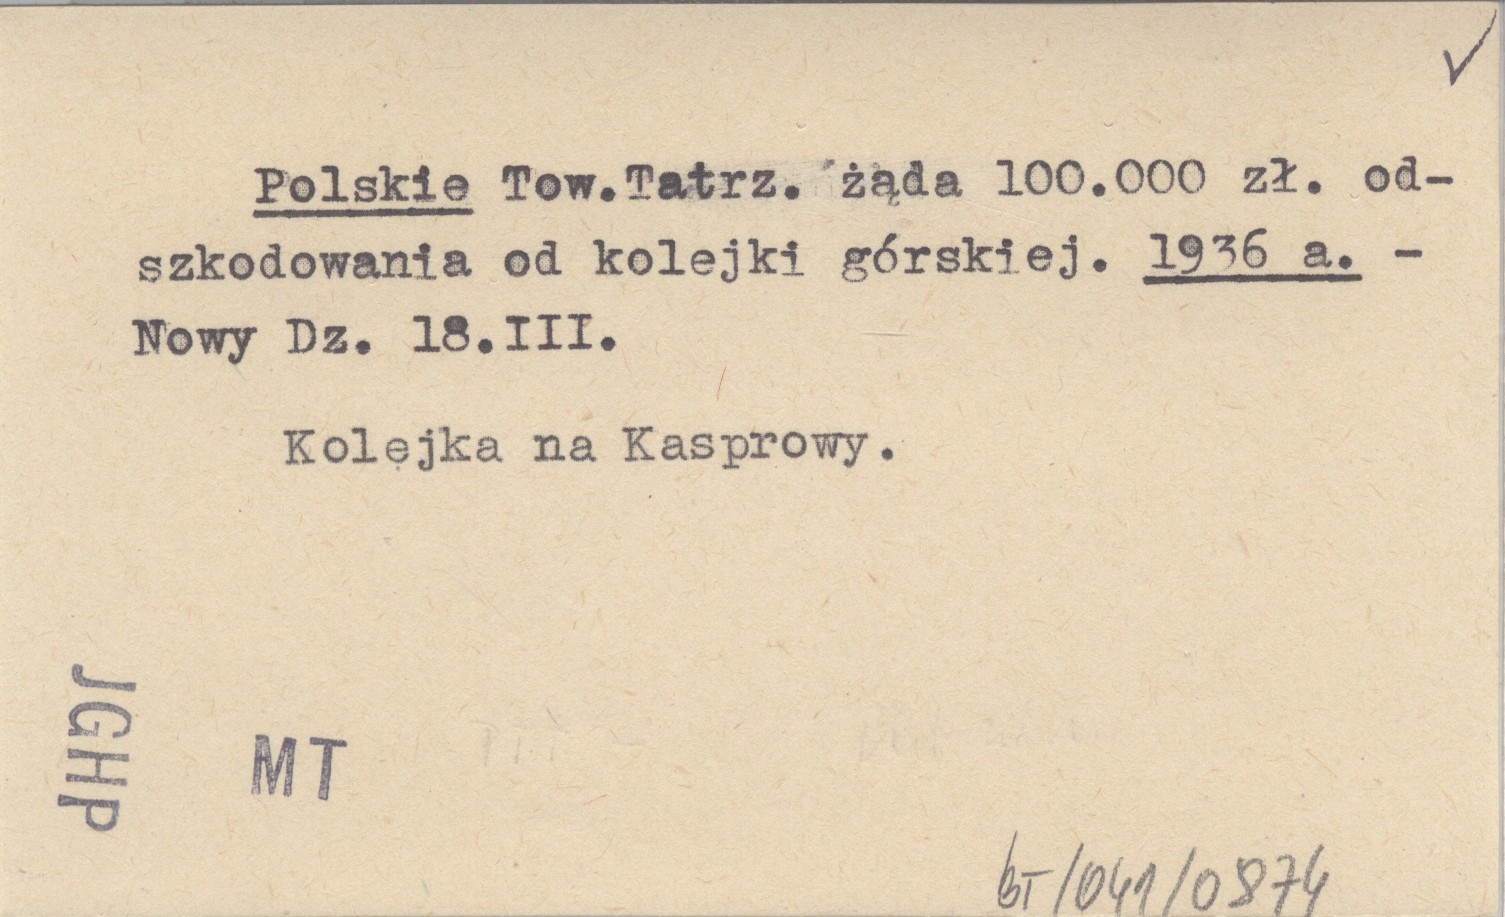 Polskie Tow.Tatrz. żąda 100.000 zł. od-
szkodowania od kolejki górskiej. 1936 a. -
Nowy Dz. 18.III.
Kolejka na Kasprowy.
JGHP
MT
BT/041/0874